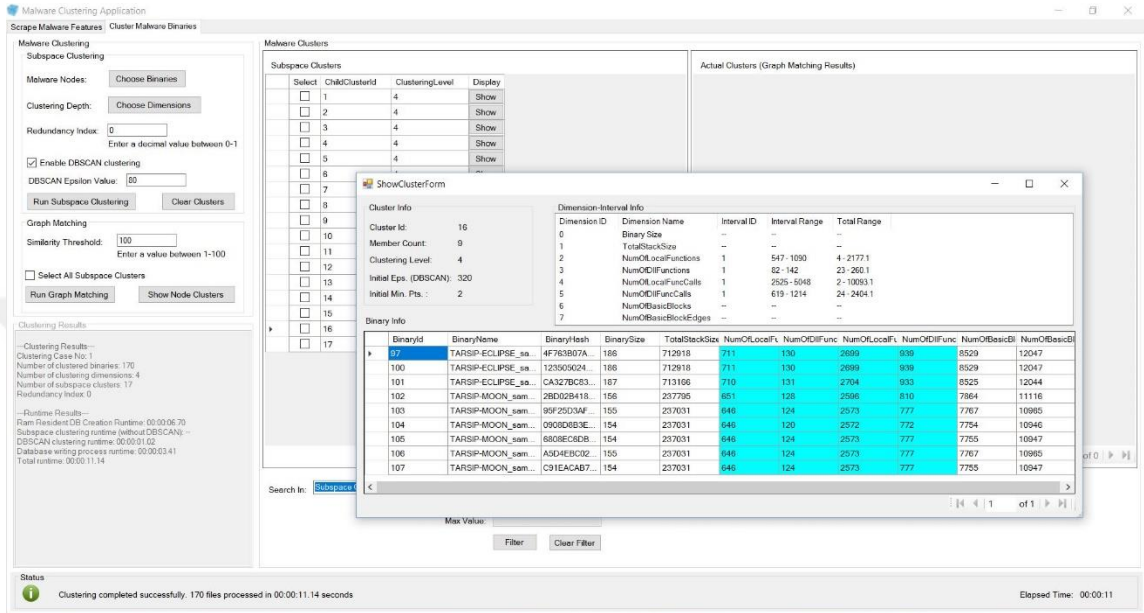 Malware Clustering Application
Scrape Malware Features Cluster Malware Binaries
Malware Clustering
Subspace Clustering
Malware Nodes: Choose Binaries
Clustering Depth: Choose Dimensions
Redundancy Index: 0
Enter a decimal value between 0-1
Enable DBSCAN clustering
DBSCAN Epsilon Value: 80
Run Subspace Clustering Clear Clusters
Graph Matching
Similarity Threshold: 100
Enter a value between 1-100
Select All Subspace Clusters
Run Graph Matching Show Node Clusters
Clustering Results
---Clustering Results---
Clustering Case No: 1
Number of clustered binaries: 170
Number of clustering dimensions: 4
Number of subspace clusters: 17
Redundancy Index: 0
---Runtime Results---
Ram Resident DB Creation Runtime: 00:00:06.70
Subspace clustering runtime (without DBSCAN): --
DBSCAN clustering runtime: 00:00:01.02
Database writing process runtime: 00:00:03.41
Total runtime: 00:00:11.14
Malware Clusters
Subspace Clusters
Select ChildClusterId ClusteringLevel Display
1 4 Show
2 4 Show
3 4 Show
4 4 Show
5 4 Show
6
7
8
9
10
11
12
13
14
15
16
17
Actual Clusters (Graph Matching Results)
of 0
Search In: Subspace
Max Value:
Filter Clear Filter
ShowClusterForm
Cluster Info
Cluster Id: 16
Member Count: 9
Clustering Level: 4
Initial Eps. (DBSCAN): 320
Initial Min. Pts. : 2
Dimension-Interval Info
Dimension ID Dimension Name Interval ID Interval Range Total Range
0 Binary Size -- -- --
1 TotalStackSize -- -- --
2 NumOfLocalFunctions 1 547 - 1090 4 - 2177.1
3 NumOfDllFunctions 1 82 - 142 23 - 260.1
4 NumOfLocalFuncCalls 1 2525 - 5048 2 - 10093.1
5 NumOfDllFuncCalls 1 619 - 1214 24 - 2404.1
6 NumOfBasicBlocks -- -- --
7 NumOfBasicBlockEdges -- -- --
Binary Info
BinaryId BinaryName BinaryHash BinarySize TotalStackSize NumOfLocalFu NumOfDllFunc NumOfLocalFu NumOfDllFunc NumOfBasicBl NumOfBasicBl
97 TARSIP-ECLIPSE_sa... 4F763B07A... 186 712918 711 130 2699 939 8529 12047
100 TARSIP-ECLIPSE_sa... 123505024... 186 712918 711 130 2699 939 8529 12047
101 TARSIP-ECLIPSE_sa... CA327BC83... 187 713166 710 131 2704 933 8525 12044
102 TARSIP-MOON_sam... 2BD02B418... 156 237795 651 128 2596 810 7864 11116
103 TARSIP-MOON_sam... 95F25D3AF... 155 237031 646 124 2573 777 7767 10965
104 TARSIP-MOON_sam... 0908D8B3E... 154 237031 646 120 2572 772 7754 10946
105 TARSIP-MOON_sam... 6808EC6DB... 154 237031 646 124 2573 777 7755 10947
106 TARSIP-MOON_sam... A5D4EBC02... 155 237031 646 124 2573 777 7767 10965
107 TARSIP-MOON_sam... C91EACAB7... 154 237031 646 124 2573 777 7755 10947
1 of 1
Status
Clustering completed successfully. 170 files processed in 00:00:11.14 seconds
Elapsed Time: 00:00:11